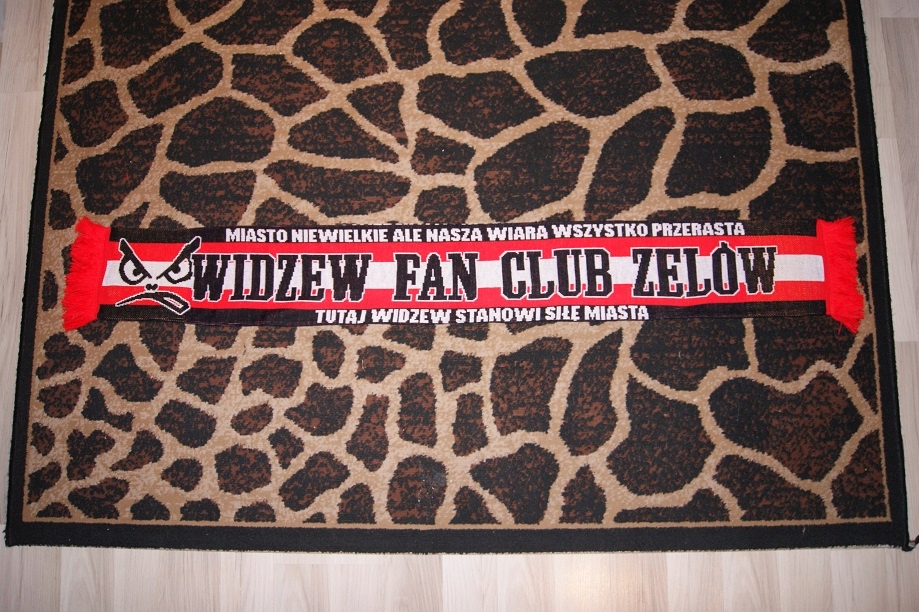 MIASTO NIEWIELKIE ALE NASZA WIARA WSZYSTKO PRZERASTA
WIDZEW FAN CLUB ZELÓW
TUTAJ WIDZEW STANOWI SIŁĘ MIASTA